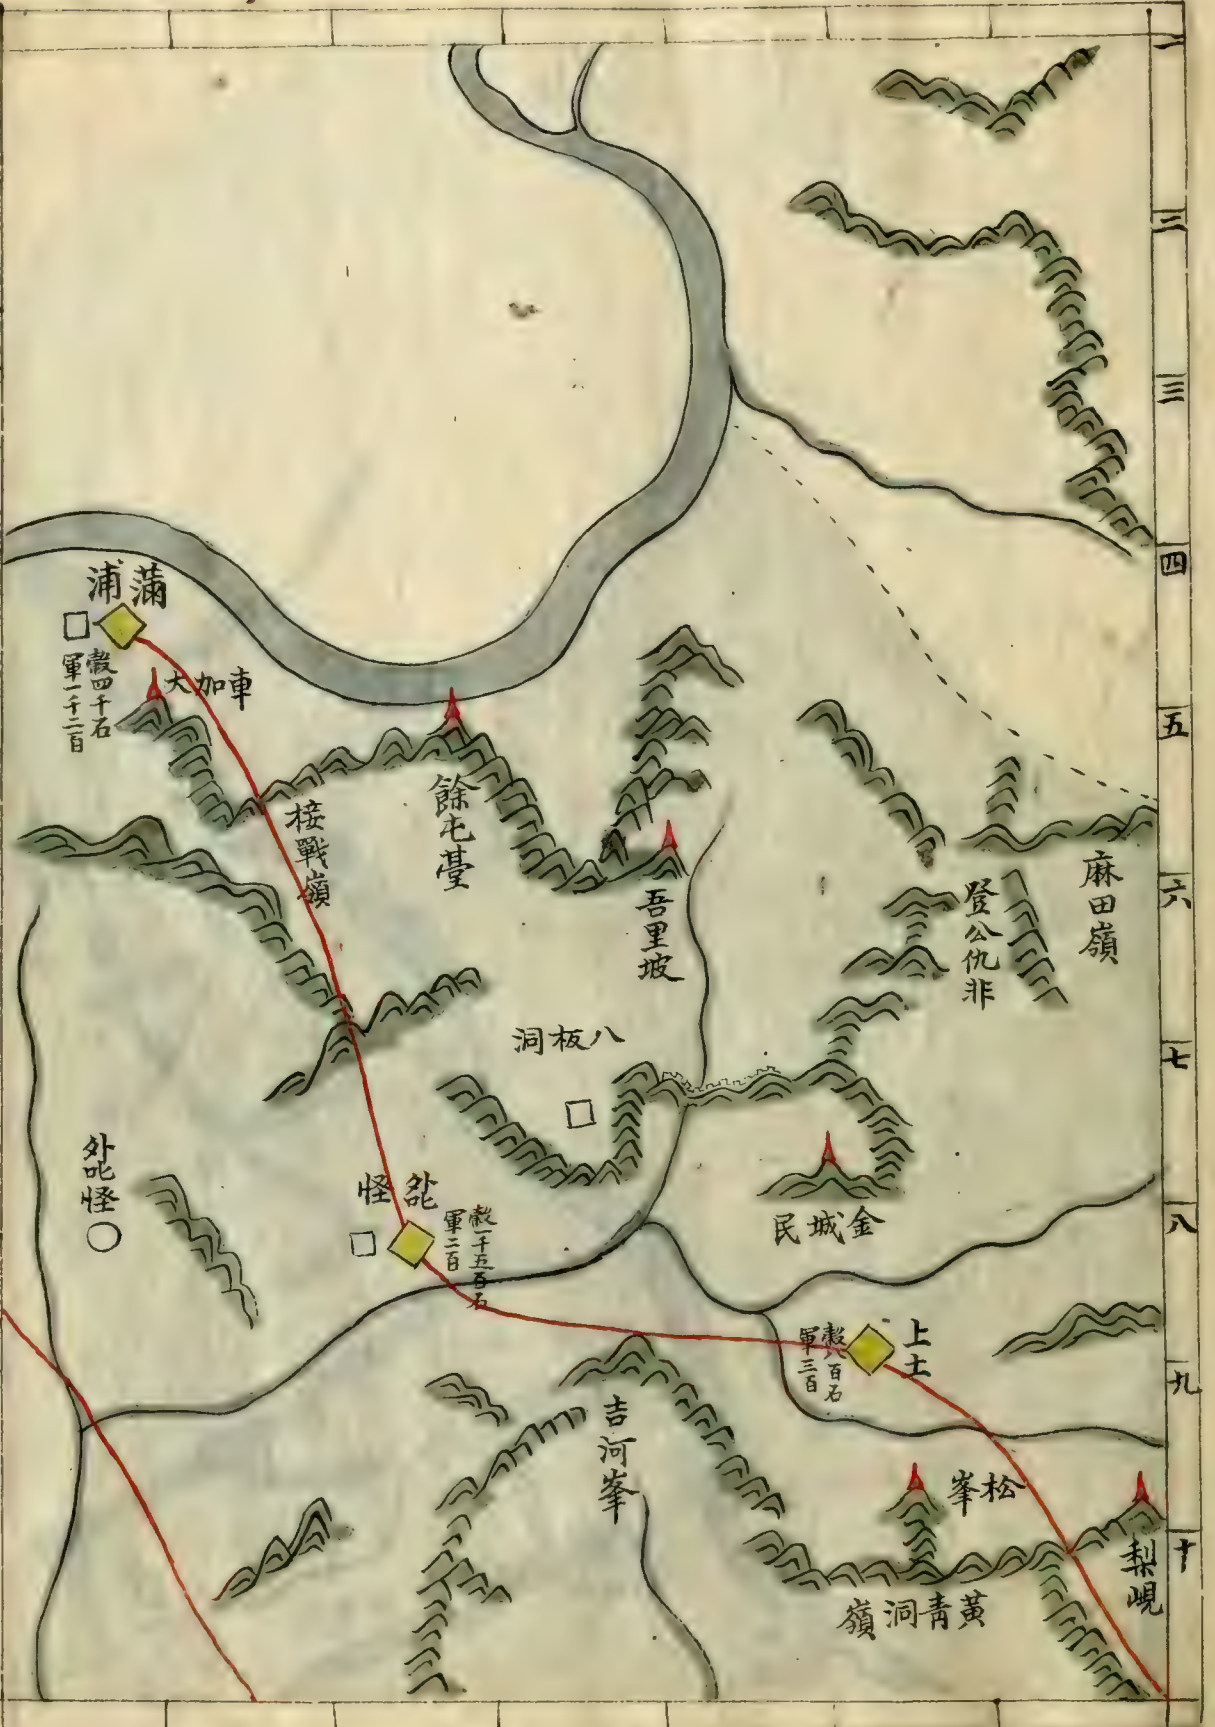 一
二
三
四
五
六
七
八
九
十
滿浦
穀四千石
軍一千二百
車加大
接戰嶺
餘屯臺
吾里坡
登公仇非
麻田嶺
八板洞
金城民
外叱怪
穀一千五百石
軍二百
外叱怪
上土
穀八百石
軍三百
吉河峯
松峯
黃青洞嶺
梨峴